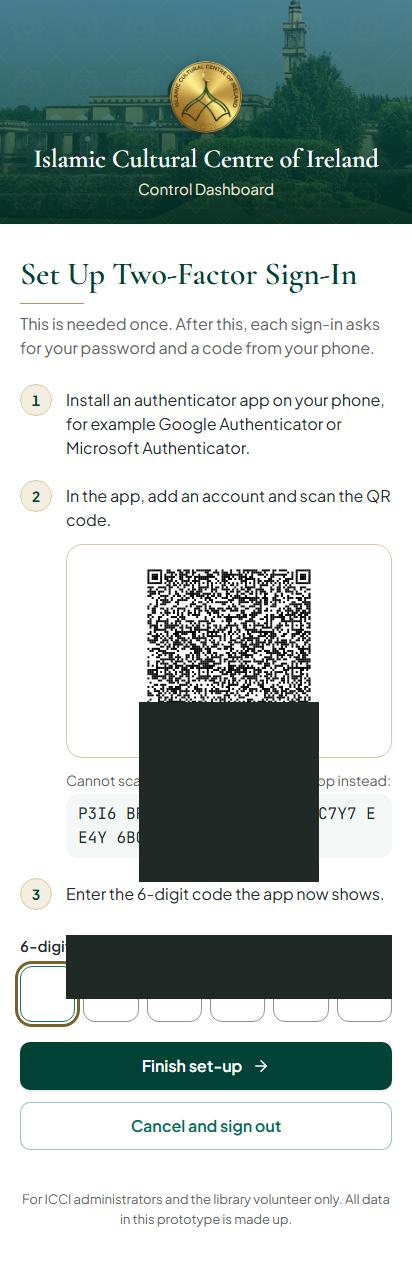 ISLAMIC CULTURAL CENTRE OF IRELAND
Islamic Cultural Centre of Ireland
Control Dashboard
Set Up Two-Factor Sign-In
This is needed once. After this, each sign-in asks
for your password and a code from your phone.
1
Install an authenticator app on your phone,
for example Google Authenticator or
Microsoft Authenticator.
2
In the app, add an account and scan the QR
code.
Cannot instead:
P3I6 C7Y7 E
E4Y
3
Enter the 6-digit code the app now shows.
Finish set-up →
Cancel and sign out
For ICCI administrators and the library volunteer only. All data
in this prototype is made up.